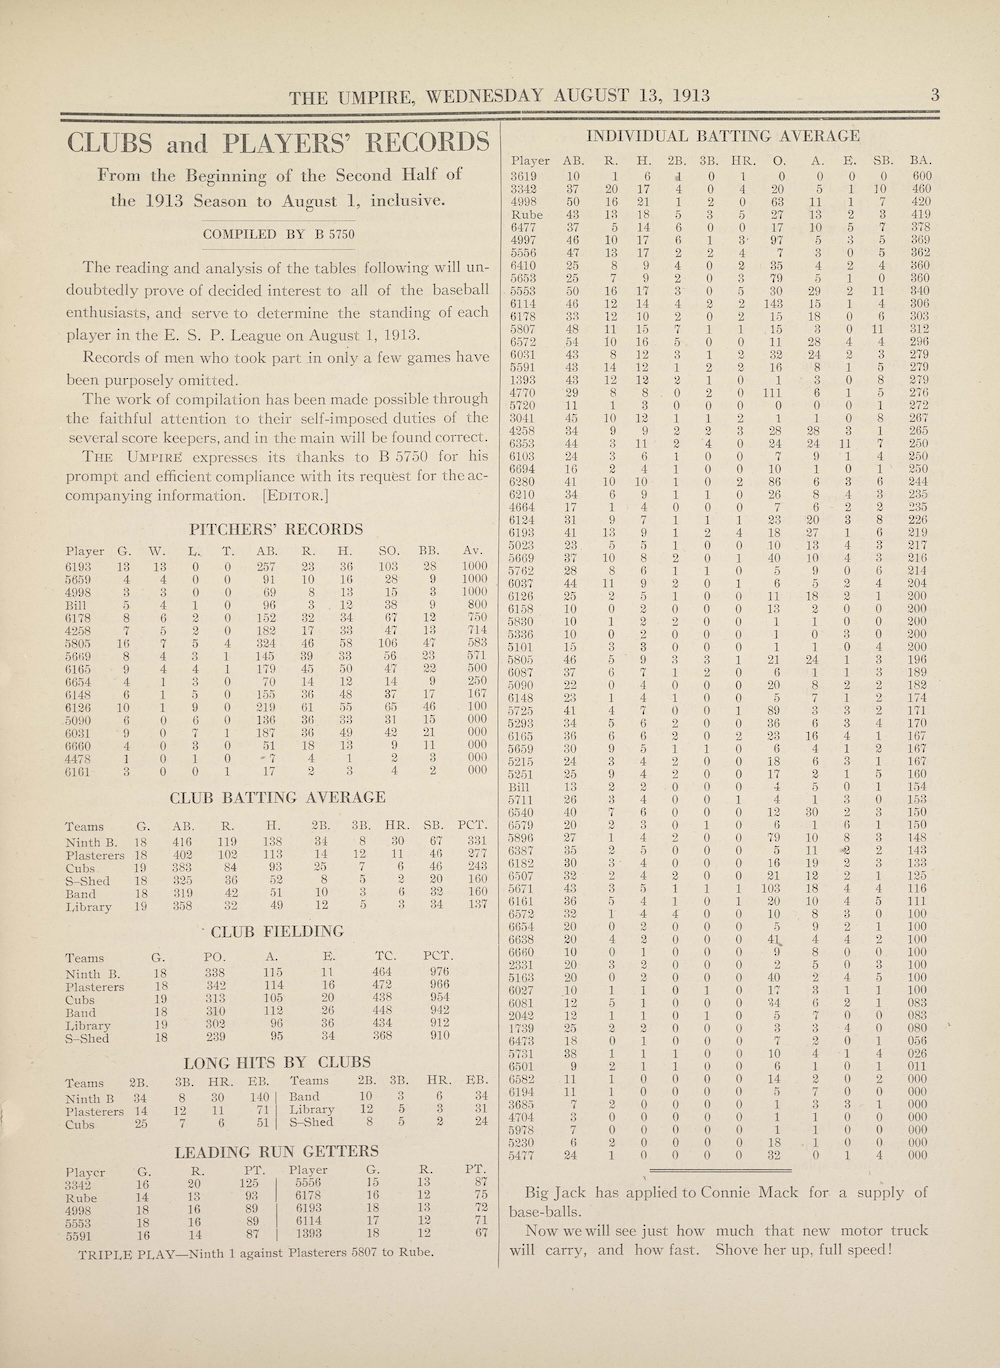 THE UMPIRE, WEDNESDAY AUGUST 13, 1913 3
CLUBS and PLAYERS' RECORDS
From the Beginning of the Second Half of
the 1913 Season to August 1, inclusive.
COMPILED BY B 5750
The reading and analysis of the tables following will un-
doubtedly prove of decided interest to all of the baseball
enthusiasts, and serve to determine the standing of each
player in the E. S. P. League on August 1, 1913.
Records of men who took part in only a few games have
been purposely omitted.
The work of compilation has been made possible through
the faithful attention to their self-imposed duties of the
several score keepers, and in the main will be found correct.
THE UMPIRE expresses its thanks to B 5750 for his
prompt and efficient compliance with its request for the ac-
companying information. [EDITOR.]
PITCHERS' RECORDS
Player G. W. L. T. AB. R. H. SO. BB. Av.
6193 13 13 0 0 257 23 36 103 28 1000
5659 4 4 0 0 91 10 16 28 9 1000
4998 3 3 0 0 69 8 13 15 3 1000
Bill 5 4 1 0 96 3 12 38 9 800
6178 8 6 2 0 152 32 34 67 12 750
4258 7 5 2 0 182 17 33 47 13 714
5805 16 7 5 4 324 46 58 106 47 583
5669 8 4 3 1 145 39 33 56 23 571
6165 9 4 4 1 179 45 50 47 22 500
6654 4 1 3 0 70 14 12 14 9 250
6148 6 1 5 0 155 36 48 37 17 167
6126 10 1 9 0 219 61 55 65 46 100
5090 6 0 6 0 136 36 33 31 15 000
6031 9 0 7 1 187 36 49 42 21 000
6660 4 0 3 0 51 18 13 9 11 000
4478 1 0 1 0 7 4 1 2 3 000
6161 3 0 0 1 17 2 3 4 2 000
CLUB BATTING AVERAGE
Teams G. AB. R. H. 2B. 3B. HR. SB. PCT.
Ninth B. 18 416 119 138 34 8 30 67 331
Plasterers 18 402 102 113 14 12 11 46 277
Cubs 19 383 84 93 25 7 6 46 243
S-Shed 18 325 36 52 8 5 2 20 160
Band 18 319 42 51 10 3 6 32 160
Library 19 358 32 49 12 5 3 34 137
CLUB FIELDING
Teams G. PO. A. E. TC. PCT.
Ninth B. 18 338 115 11 464 976
Plasterers 18 342 114 16 472 966
Cubs 19 313 105 20 438 954
Band 18 310 112 26 448 942
Library 19 302 96 36 434 912
S-Shed 18 239 95 34 368 910
LONG HITS BY CLUBS
Teams 2B. 3B. HR. EB. Teams 2B. 3B. HR. EB.
Ninth B 34 8 30 140 Band 10 3 6 34
Plasterers 14 12 11 71 Library 12 5 3 31
Cubs 25 7 6 51 S-Shed 8 5 2 24
LEADING RUN GETTERS
Player G. R. PT. Player G. R. PT.
3342 16 20 125 5556 15 13 87
Rube 14 13 93 6178 16 12 75
4998 18 16 89 6193 18 13 72
5553 18 16 89 6114 17 12 71
5591 16 14 87 1393 18 12 67
TRIPLE PLAY—Ninth 1 against Plasterers 5807 to Rube.
INDIVIDUAL BATTING AVERAGE
Player AB. R. H. 2B. 3B. HR. O. A. E. SB. BA.
3619 10 1 6 1 0 1 0 0 0 0 600
3342 37 20 17 4 0 4 20 5 1 10 460
4998 50 16 21 1 2 0 63 11 1 7 420
Rube 43 13 18 5 3 5 27 13 2 3 419
6477 37 5 14 6 0 0 17 10 5 7 378
4997 46 10 17 6 1 3 97 5 3 5 369
5556 47 13 17 2 2 4 7 3 0 5 362
6410 25 8 9 4 0 2 35 4 2 4 360
5653 25 7 9 2 0 3 79 5 1 0 360
5553 50 16 17 3 0 5 30 29 2 11 340
6114 46 12 14 4 2 2 143 15 1 4 306
6178 33 12 10 2 0 2 15 18 0 6 303
5807 48 11 15 7 1 1 15 3 0 11 312
6572 54 10 16 5 0 0 11 28 4 4 296
6031 43 8 12 3 1 2 32 24 2 3 279
5591 43 14 12 1 2 2 16 8 1 5 279
1393 43 12 12 2 1 0 1 3 0 8 279
4770 29 8 8 0 2 0 111 6 1 5 276
5720 11 1 3 0 0 0 0 0 0 1 272
3041 45 10 12 1 1 2 1 1 0 8 267
4258 34 9 9 2 2 3 28 28 3 1 265
6353 44 3 11 2 4 0 24 24 11 7 250
6103 24 3 6 1 0 0 7 9 1 4 250
6694 16 2 4 1 0 0 10 1 0 1 250
6280 41 10 10 1 0 2 86 6 3 6 244
6210 34 6 9 1 1 0 26 8 4 3 235
4664 17 1 4 0 0 0 7 6 2 2 235
6124 31 9 7 1 1 1 23 20 3 8 226
6193 41 13 9 1 2 4 18 27 1 6 219
5023 23 5 5 1 0 0 10 13 4 3 217
5669 37 10 8 2 0 1 40 10 4 3 216
5762 28 8 6 1 1 0 5 9 0 6 214
6037 44 11 9 2 0 1 6 5 2 4 204
6126 25 2 5 1 0 0 11 18 2 1 200
6158 10 0 2 0 0 0 13 2 0 0 200
5830 10 1 2 2 0 0 1 1 0 0 200
5336 10 0 2 0 0 0 1 0 3 0 200
5101 15 3 3 0 0 0 1 1 0 4 200
5805 46 5 9 3 3 1 21 24 1 3 196
6087 37 6 7 1 2 0 6 1 1 3 189
5090 22 0 4 0 0 0 20 8 2 2 182
6148 23 1 4 1 0 0 5 7 1 2 174
5725 41 4 7 0 0 1 89 3 3 2 171
5293 34 5 6 2 0 0 36 6 3 4 170
6165 36 6 6 2 0 2 23 16 4 1 167
5659 30 9 5 1 1 0 6 4 1 2 167
5215 24 3 4 2 0 0 18 6 3 1 167
5251 25 9 4 2 0 0 17 2 1 5 160
Bill 13 2 2 0 0 0 4 5 0 1 154
5711 26 3 4 0 0 1 4 1 3 0 153
6540 40 7 6 0 0 0 12 30 2 3 150
6579 20 2 3 0 1 0 6 1 6 1 150
5896 27 1 4 2 0 0 79 10 8 3 148
6387 35 2 5 0 0 0 5 11 2 2 143
6182 30 3 4 0 0 0 16 19 2 3 133
6507 32 2 4 2 0 0 21 12 2 1 125
5671 43 3 5 1 1 1 103 18 4 4 116
6161 36 5 4 1 0 1 20 10 4 5 111
6572 32 1 4 4 0 0 10 8 3 0 100
6654 20 0 2 0 0 0 5 9 2 1 100
6638 20 4 2 0 0 0 41 4 4 2 100
6660 10 0 1 0 0 0 9 8 0 0 100
2331 20 3 2 0 0 0 2 5 0 3 100
5163 20 0 2 0 0 0 40 2 4 5 100
6027 10 1 1 0 1 0 17 3 1 1 100
6081 12 5 1 0 0 0 34 6 2 1 083
2042 12 1 1 0 1 0 5 7 0 0 083
1739 25 2 2 0 0 0 3 3 4 0 080
6473 18 0 1 0 0 0 7 2 0 1 056
5731 38 1 1 1 0 0 10 4 1 4 026
6501 9 2 1 1 0 0 6 1 0 1 011
6582 11 1 0 0 0 0 14 2 0 2 000
6194 11 1 0 0 0 0 5 7 0 0 000
3685 7 2 0 0 0 0 1 3 3 1 000
4704 3 0 0 0 0 0 1 1 0 0 000
5978 7 0 0 0 0 0 1 1 0 0 000
5230 6 2 0 0 0 0 18 1 0 0 000
5477 24 1 0 0 0 0 32 0 1 4 000
Big Jack has applied to Connie Mack for a supply of
base-balls.
Now we will see just how much that new motor truck
will carry, and how fast. Shove her up, full speed!